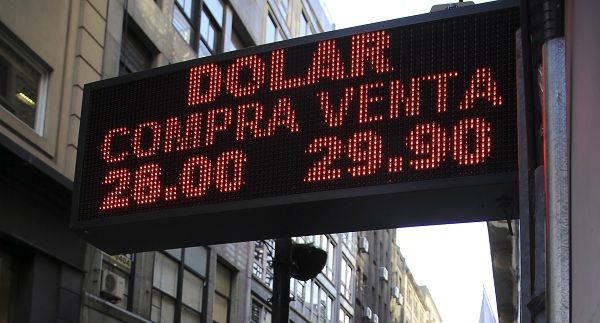 DOLAR
COMPRA VENTA
28.00 29.90